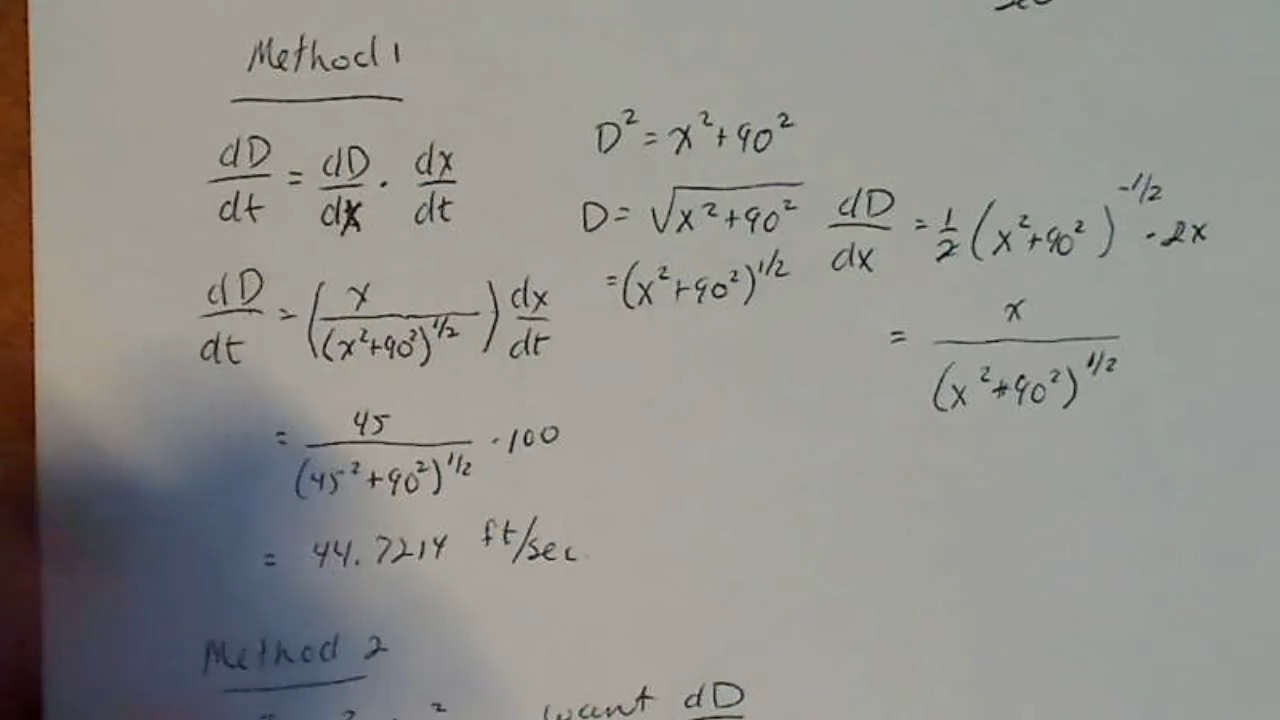 Method 1
dD/dt = dD/dx · dx/dt
D² = x² + 90²
D = √(x² + 90²)
= (x² + 90²)^1/2
dD/dx = 1/2 (x² + 90²)^-1/2 · 2x
= x/(x² + 90²)^1/2
dD/dt = (x/(x² + 90²)^1/2) dx/dt
= 45/(45² + 90²)^1/2 · 100
= 44.7214 ft/sec.
Method 2
want dD